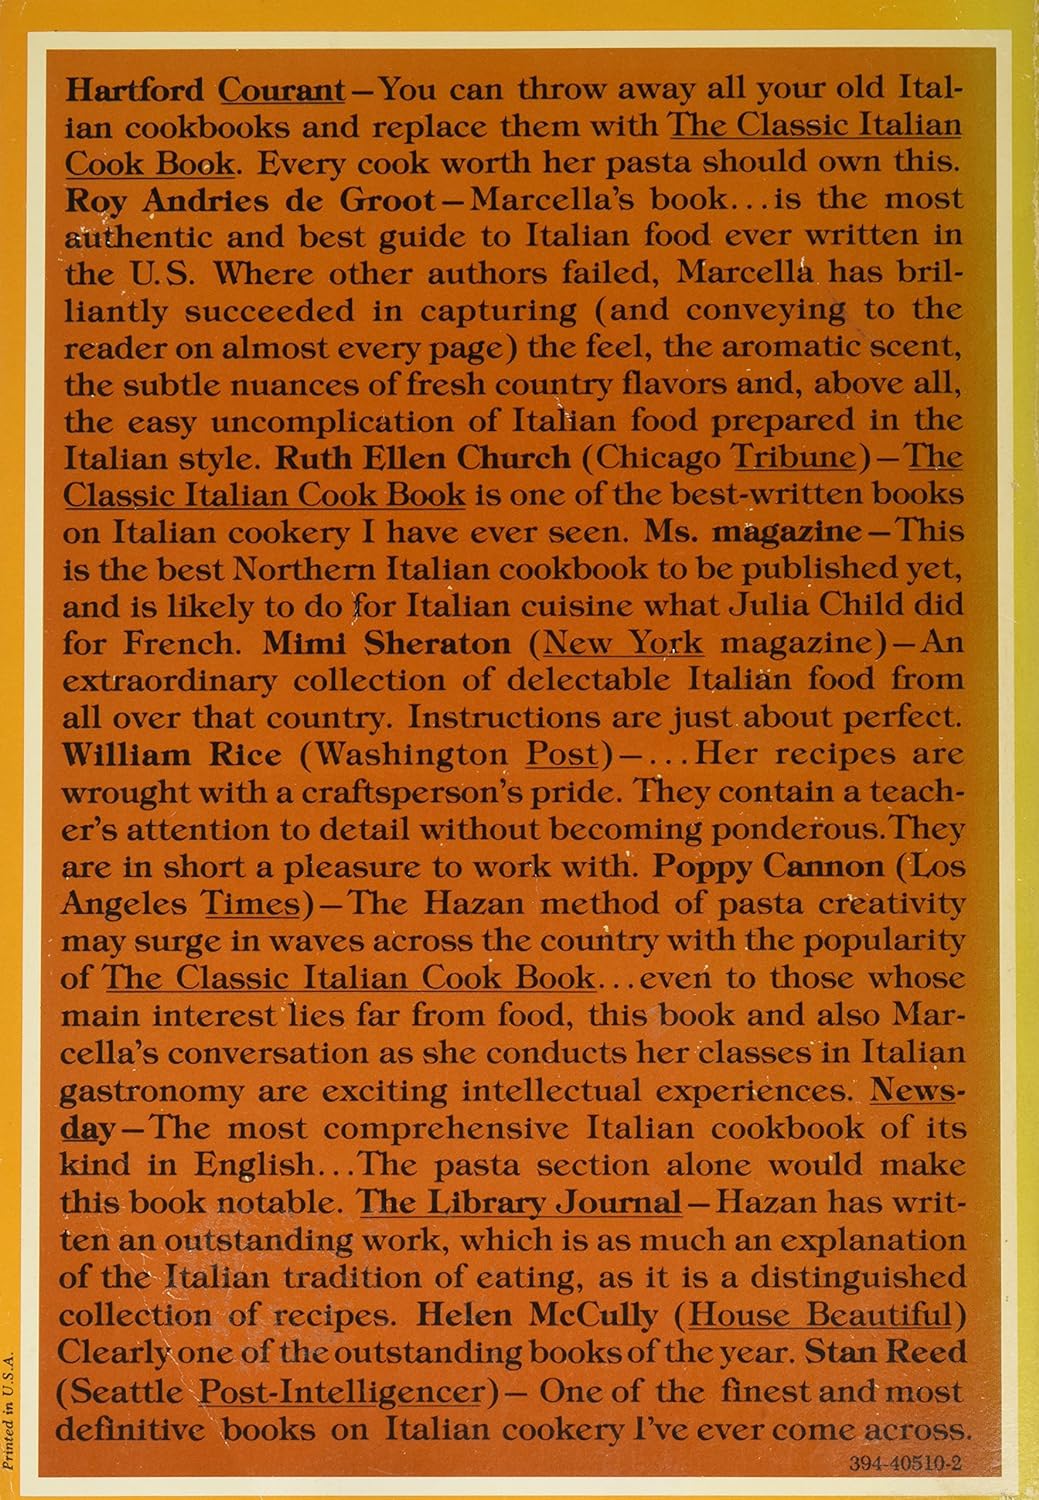 Hartford Courant—You can throw away all your old Ital-
ian cookbooks and replace them with The Classic Italian
Cook Book. Every cook worth her pasta should own this.
Roy Andries de Groot—Marcella's book...is the most
authentic and best guide to Italian food ever written in
the U.S. Where other authors failed, Marcella has bril-
liantly succeeded in capturing (and conveying to the
reader on almost every page) the feel, the aromatic scent,
the subtle nuances of fresh country flavors and, above all,
the easy uncomplication of Italian food prepared in the
Italian style. Ruth Ellen Church (Chicago Tribune)—The
Classic Italian Cook Book is one of the best-written books
on Italian cookery I have ever seen. Ms. magazine—This
is the best Northern Italian cookbook to be published yet,
and is likely to do for Italian cuisine what Julia Child did
for French. Mimi Sheraton (New York magazine)—An
extraordinary collection of delectable Italian food from
all over that country. Instructions are just about perfect.
William Rice (Washington Post)—...Her recipes are
wrought with a craftsperson's pride. They contain a teach-
er's attention to detail without becoming ponderous. They
are in short a pleasure to work with. Poppy Cannon (Los
Angeles Times)—The Hazan method of pasta creativity
may surge in waves across the country with the popularity
of The Classic Italian Cook Book...even to those whose
main interest lies far from food, this book and also Mar-
cella's conversation as she conducts her classes in Italian
gastronomy are exciting intellectual experiences. News-
day—The most comprehensive Italian cookbook of its
kind in English...The pasta section alone would make
this book notable. The Library Journal—Hazan has writ-
ten an outstanding work, which is as much an explanation
of the Italian tradition of eating, as it is a distinguished
collection of recipes. Helen McCully (House Beautiful)
Clearly one of the outstanding books of the year. Stan Reed
(Seattle Post-Intelligencer)— One of the finest and most
definitive books on Italian cookery I've ever come across.
394-40510-2
Printed in U.S.A.